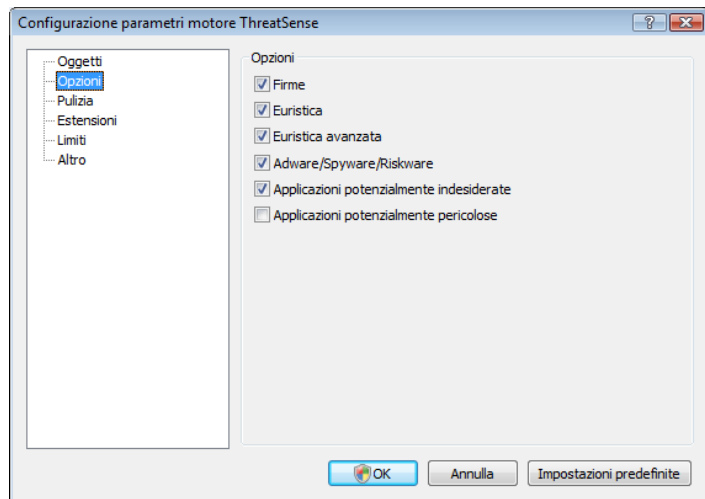 Configurazione parametri motore ThreatSense
Oggetti
Opzioni
Pulizia
Estensioni
Limiti
Altro
Opzioni
Firme
Euristica
Euristica avanzata
Adware/Spyware/Riskware
Applicazioni potenzialmente indesiderate
Applicazioni potenzialmente pericolose
OK
Annulla
Impostazioni predefinite